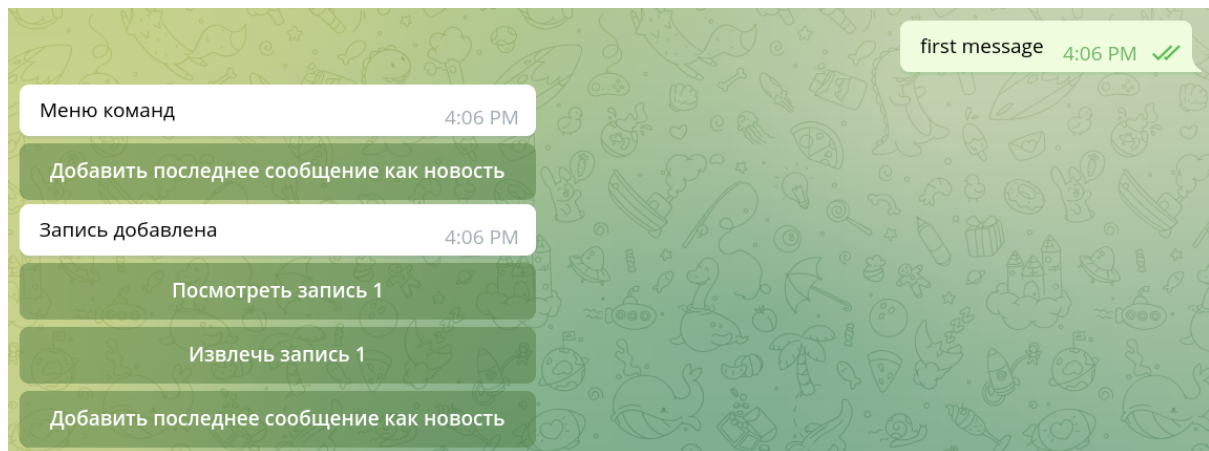 first message 4:06 PM
Меню команд 4:06 PM
Добавить последнее сообщение как новость
Запись добавлена 4:06 PM
Посмотреть запись 1
Извлечь запись 1
Добавить последнее сообщение как новость